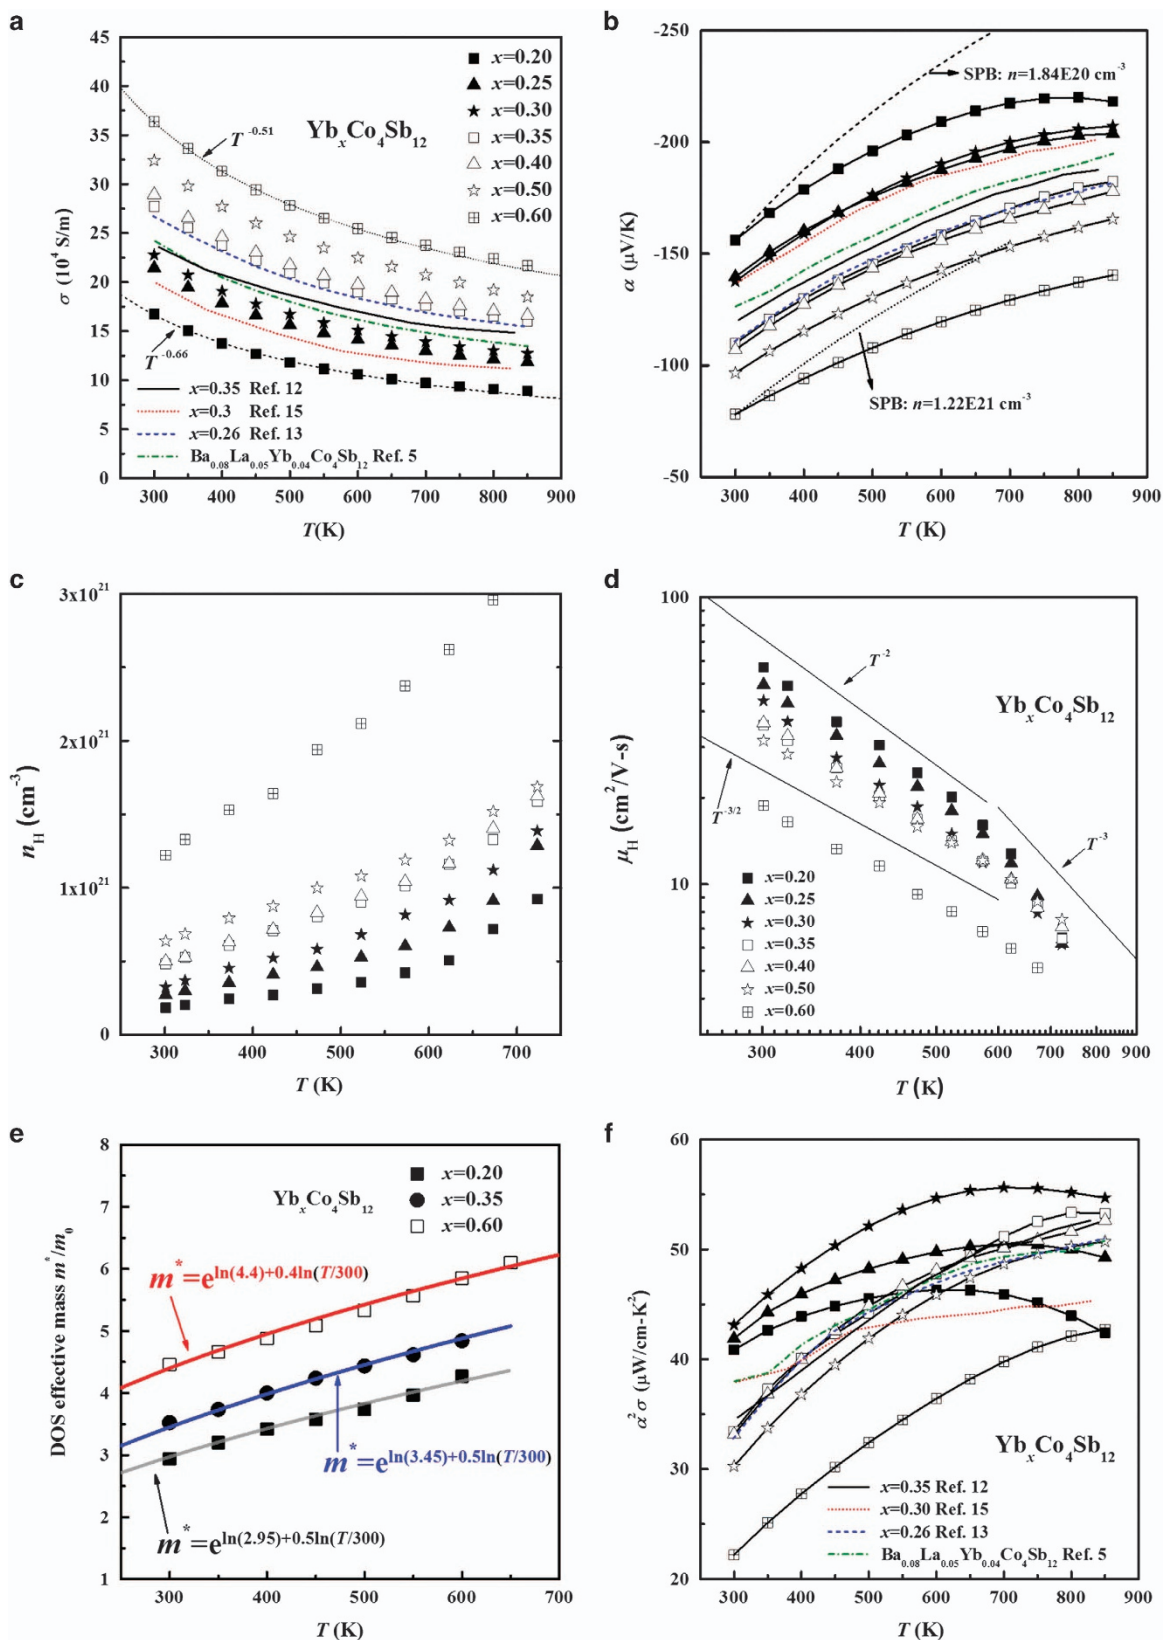 a
45
40
35
30
25
20
15
10
5
0
σ (10⁴ S/m)
300 400 500 600 700 800 900
T(K)
T⁻⁰·⁵¹
YbₓCo₄Sb₁₂
T⁻⁰·⁶⁶
x=0.20
x=0.25
x=0.30
x=0.35
x=0.40
x=0.50
x=0.60
x=0.35 Ref. 12
x=0.3 Ref. 15
x=0.26 Ref. 13
Ba₀.₀₈La₀.₀₅Yb₀.₀₄Co₄Sb₁₂ Ref. 5
b
-250
-200
-150
-100
-50
α (μV/K)
300 400 500 600 700 800 900
T (K)
SPB: n=1.84E20 cm⁻³
SPB: n=1.22E21 cm⁻³
c
3x10²¹
2x10²¹
1x10²¹
0
n_H (cm⁻³)
300 400 500 600 700
T (K)
d
100
10
μ_H (cm²/V-s)
300 400 500 600 700 800 900
T (K)
T⁻²
YbₓCo₄Sb₁₂
T⁻³/²
T⁻³
x=0.20
x=0.25
x=0.30
x=0.35
x=0.40
x=0.50
x=0.60
e
8
7
6
5
4
3
2
1
DOS effective mass m*/m₀
300 400 500 600 700
T (K)
YbₓCo₄Sb₁₂
x=0.20
x=0.35
x=0.60
m*=e^ln(4.4)+0.4ln(T/300)
m*=e^ln(3.45)+0.5ln(T/300)
m*=e^ln(2.95)+0.5ln(T/300)
f
60
50
40
30
20
α²σ (μW/cm-K²)
300 400 500 600 700 800 900
T (K)
YbₓCo₄Sb₁₂
x=0.35 Ref. 12
x=0.30 Ref. 15
x=0.26 Ref. 13
Ba₀.₀₈La₀.₀₅Yb₀.₀₄Co₄Sb₁₂ Ref. 5